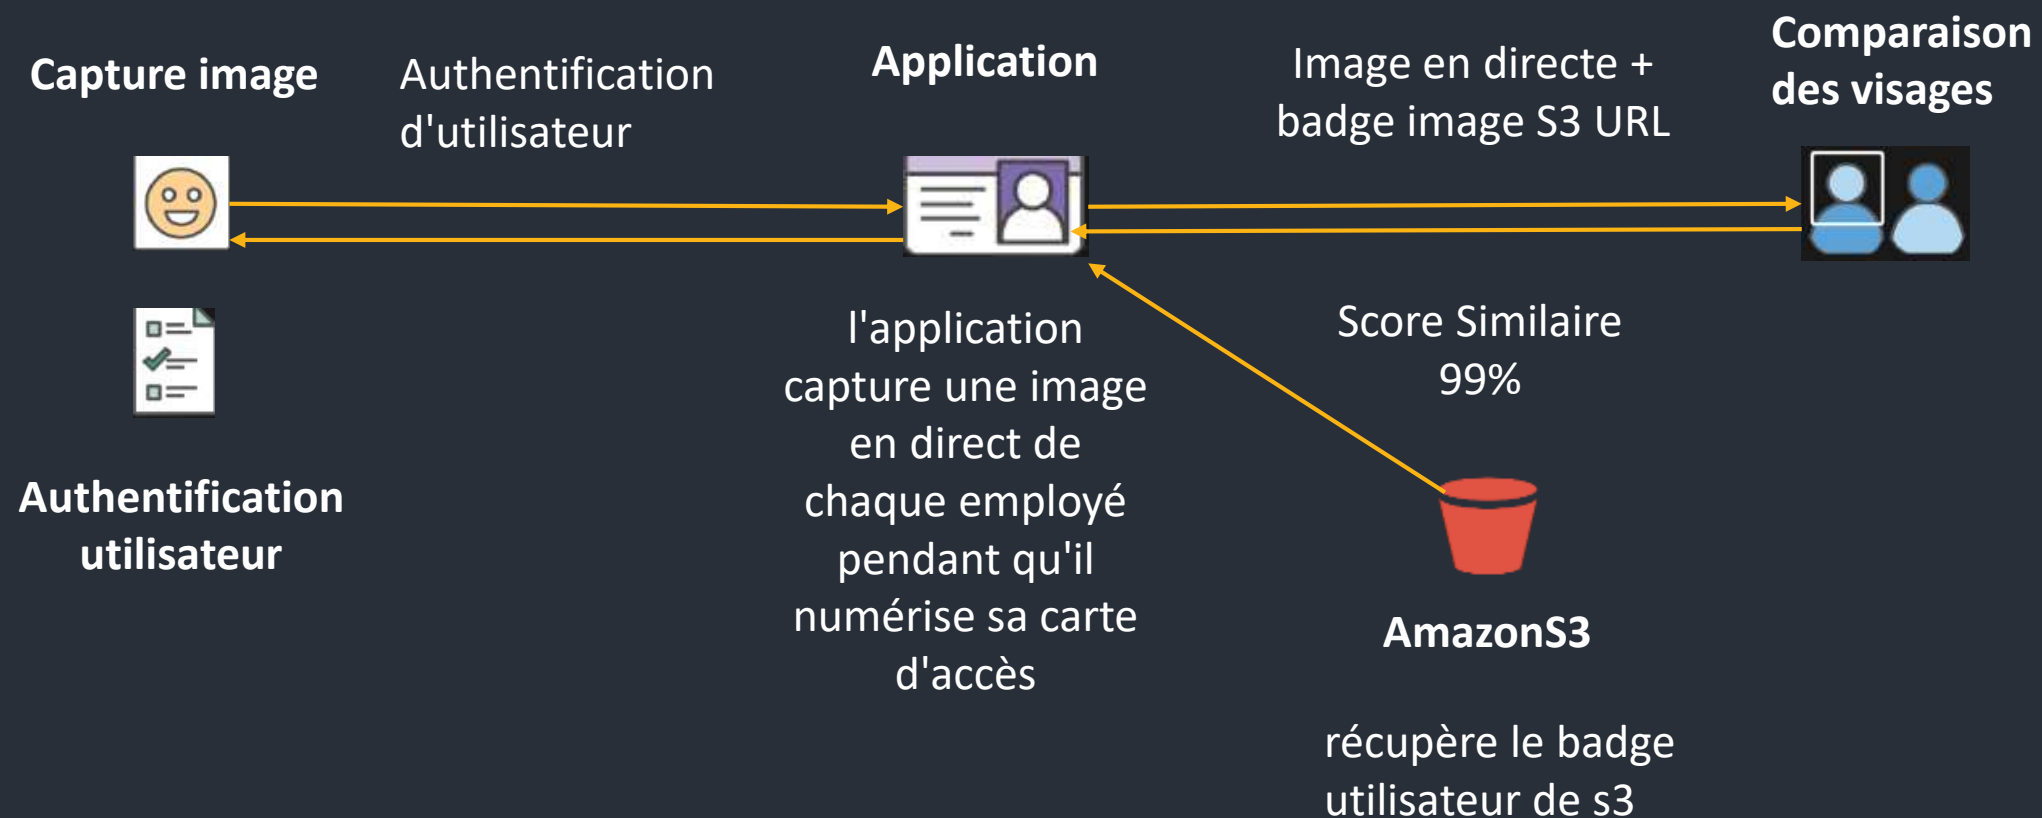 Capture image
Authentification
d'utilisateur
Application
Image en directe +
badge image S3 URL
Comparaison
des visages
Authentification
utilisateur
l'application
capture une image
en direct de
chaque employé
pendant qu'il
numérise sa carte
d'accès
Score Similaire
99%
AmazonS3
récupère le badge
utilisateur de s3